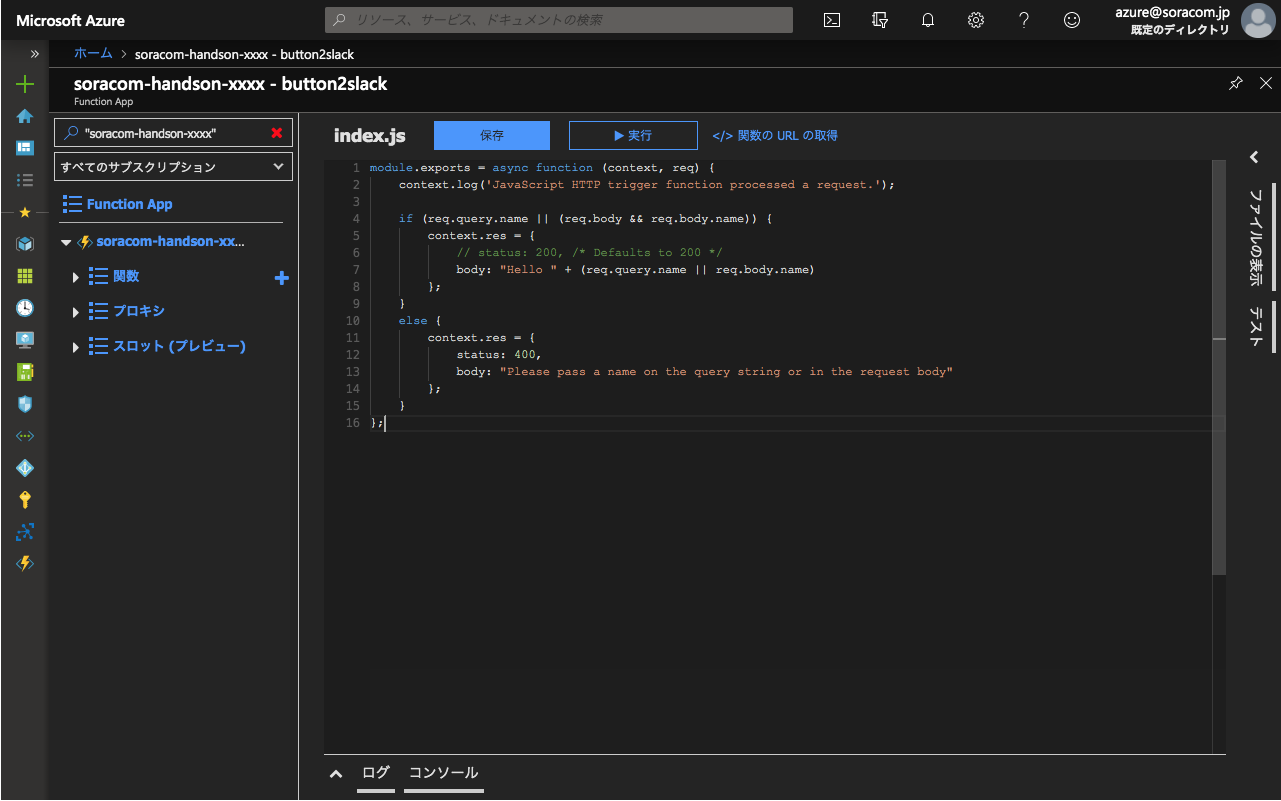 Microsoft Azure
リソース、サービス、ドキュメントの検索
azure@soracom.jp
既定のディレクトリ
ホーム > soracom-handson-xxxx - button2slack
soracom-handson-xxxx - button2slack
Function App
"soracom-handson-xxxx"
すべてのサブスクリプション
Function App
soracom-handson-xx...
関数
プロキシ
スロット (プレビュー)
index.js
保存
▶ 実行
</> 関数の URL の取得
1 module.exports = async function (context, req) {
2     context.log('JavaScript HTTP trigger function processed a request.');
3
4     if (req.query.name || (req.body && req.body.name)) {
5         context.res = {
6             // status: 200, /* Defaults to 200 */
7             body: "Hello " + (req.query.name || req.body.name)
8         };
9     }
10     else {
11         context.res = {
12             status: 400,
13             body: "Please pass a name on the query string or in the request body"
14         };
15     }
16 };
ファイルの表示
テスト
ログ
コンソール